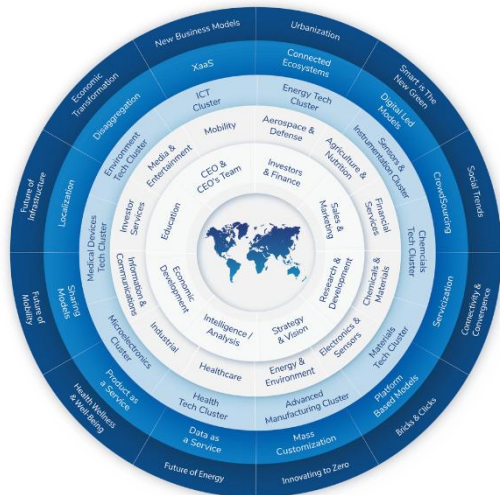 New Business Models
Urbanization
Smart is The
New Green
Social Trends
Connectivity &
Convergence
Bricks & Clicks
Innovating to Zero
Future of Energy
Health Wellness
& Well Being
Future of
Mobility
Future of
Infrastructure
Economic
Transformation
XaaS
Connected
Ecosystems
Digital Led
Models
CrowdSourcing
Servicization
Platform
Based Models
Mass
Customization
Data as
a Service
Product as
a Service
Sharing
Models
Localization
Disaggregation
ICT
Cluster
Energy Tech
Cluster
Sensors &
Instrumentation Cluster
Chemcials
Tech Cluster
Materials
Tech Cluster
Advanced
Manufacturing Cluster
Health
Tech Cluster
Microelectronics
Cluster
Medical Devices
Tech Cluster
Environment
Tech Cluster
Mobility
Aerospace &
Defense
Agriculture &
Nutrition
Financial
Services
Chemicals &
Materials
Electronics &
Sensors
Energy &
Environment
Healthcare
Industrial
Information &
Communications
Investor
Services
Media &
Entertainment
CEO &
CEO's Team
Investors
& Finance
Sales &
Marketing
Research &
Development
Strategy
& Vision
Intelligence /
Analysis
Economic
Development
Education